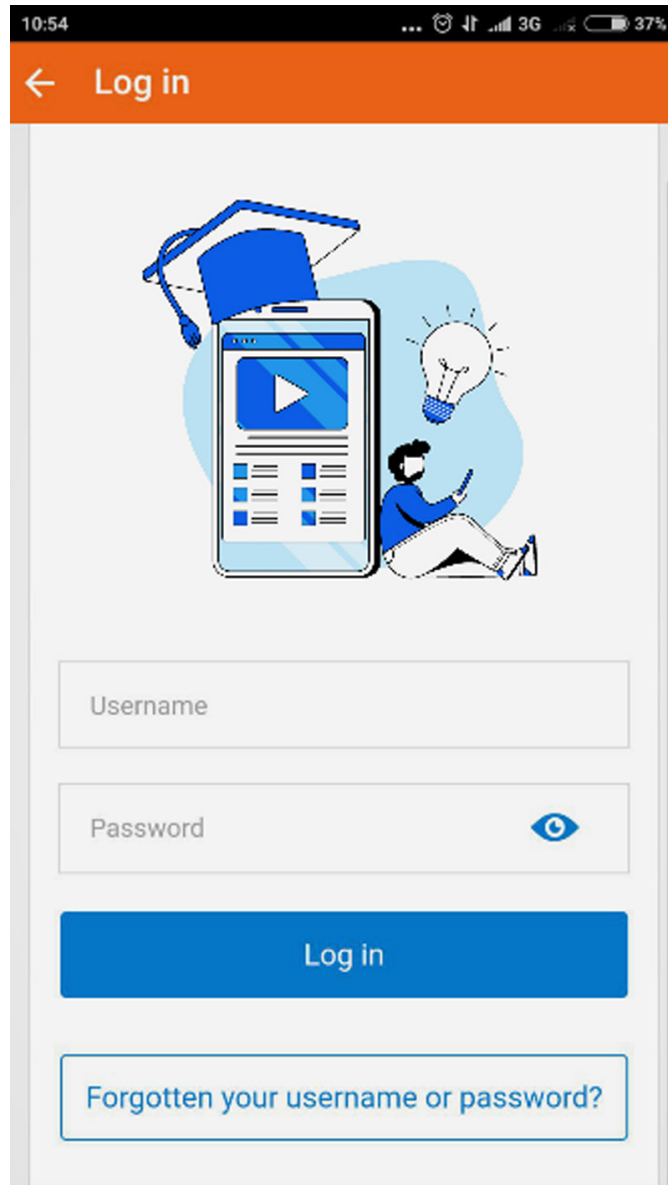 10:54 ... 3G 37%
Log in
Username
Password
Log in
Forgotten your username or password?